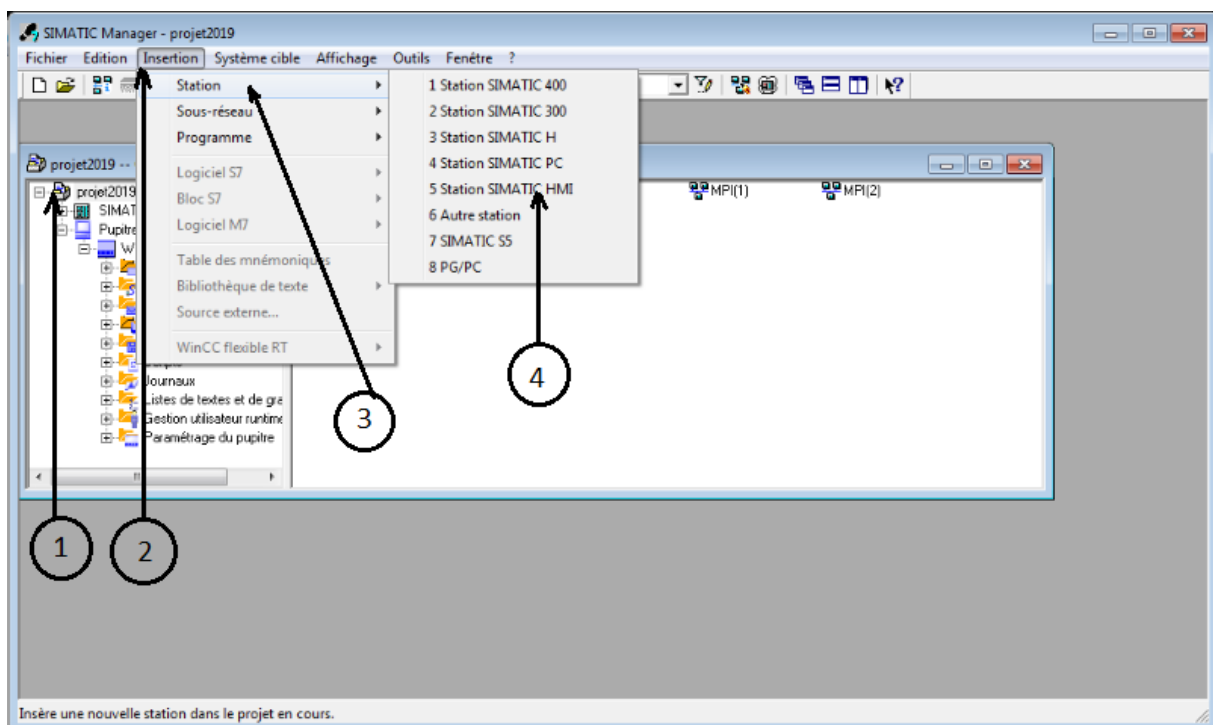 SIMATIC Manager - projet2019
Fichier Edition Insertion Système cible Affichage Outils Fenêtre ?
Station
Sous-réseau
Programme
Logiciel S7
Bloc S7
Logiciel M7
Table des mnémoniques
Bibliothèque de texte
Source externe...
WinCC flexible RT
1 Station SIMATIC 400
2 Station SIMATIC 300
3 Station SIMATIC H
4 Station SIMATIC PC
5 Station SIMATIC HMI
6 Autre station
7 SIMATIC S5
8 PG/PC
projet2019 --
projet2019
SIMAT
Pupitre
W
Journaux
Listes de textes et de gra
Gestion utilisateur runtime
Paramétrage du pupitre
MPI(1)
MPI(2)
1
2
3
4
Insère une nouvelle station dans le projet en cours.